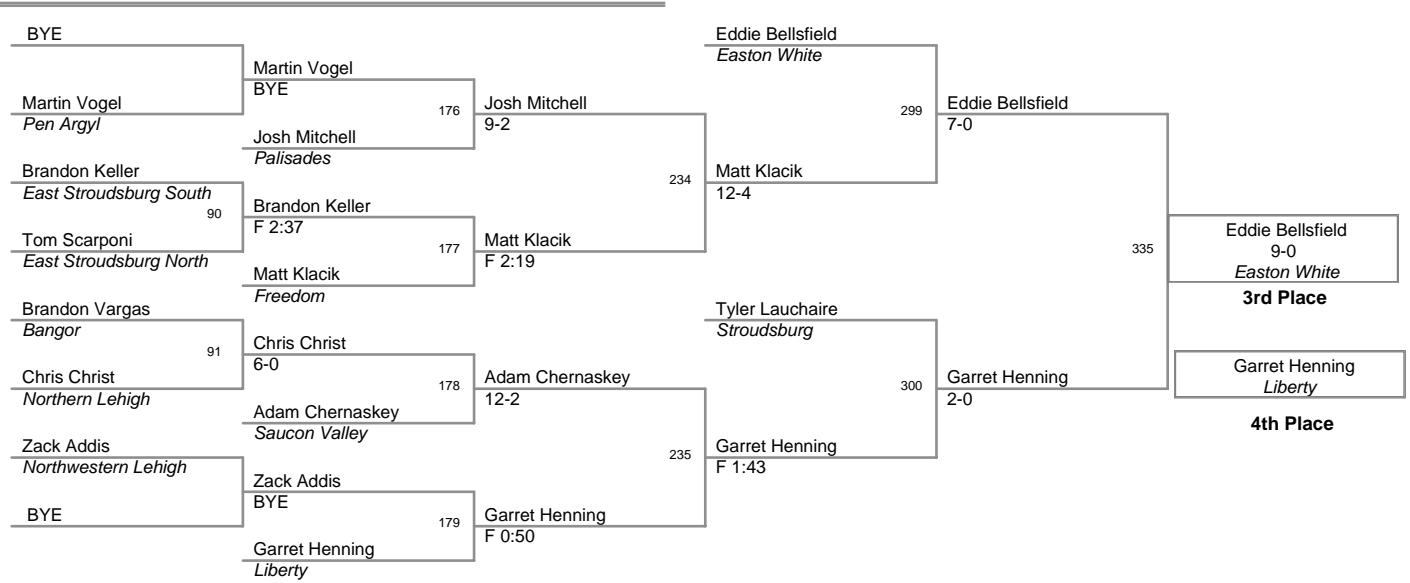 BYE
Martin Vogel
Pen Argyl
Brandon Keller
East Stroudsburg South
90
Tom Scarponi
East Stroudsburg North
Brandon Vargas
Bangor
91
Chris Christ
Northern Lehigh
Zack Addis
Northwestern Lehigh
BYE
Martin Vogel
BYE
176
Josh Mitchell
Palisades
Brandon Keller
F 2:37
177
Matt Klacik
Freedom
Chris Christ
6-0
178
Adam Chernaskey
Saucon Valley
Zack Addis
BYE
179
Garret Henning
Liberty
Josh Mitchell
9-2
234
Matt Klacik
F 2:19
Adam Chernaskey
12-2
235
Garret Henning
F 0:50
Eddie Bellsfield
Easton White
299
Matt Klacik
12-4
Tyler Lauchaire
Stroudsburg
300
Garret Henning
F 1:43
Eddie Bellsfield
7-0
335
Garret Henning
2-0
Eddie Bellsfield
9-0
Easton White
3rd Place
Garret Henning
Liberty
4th Place